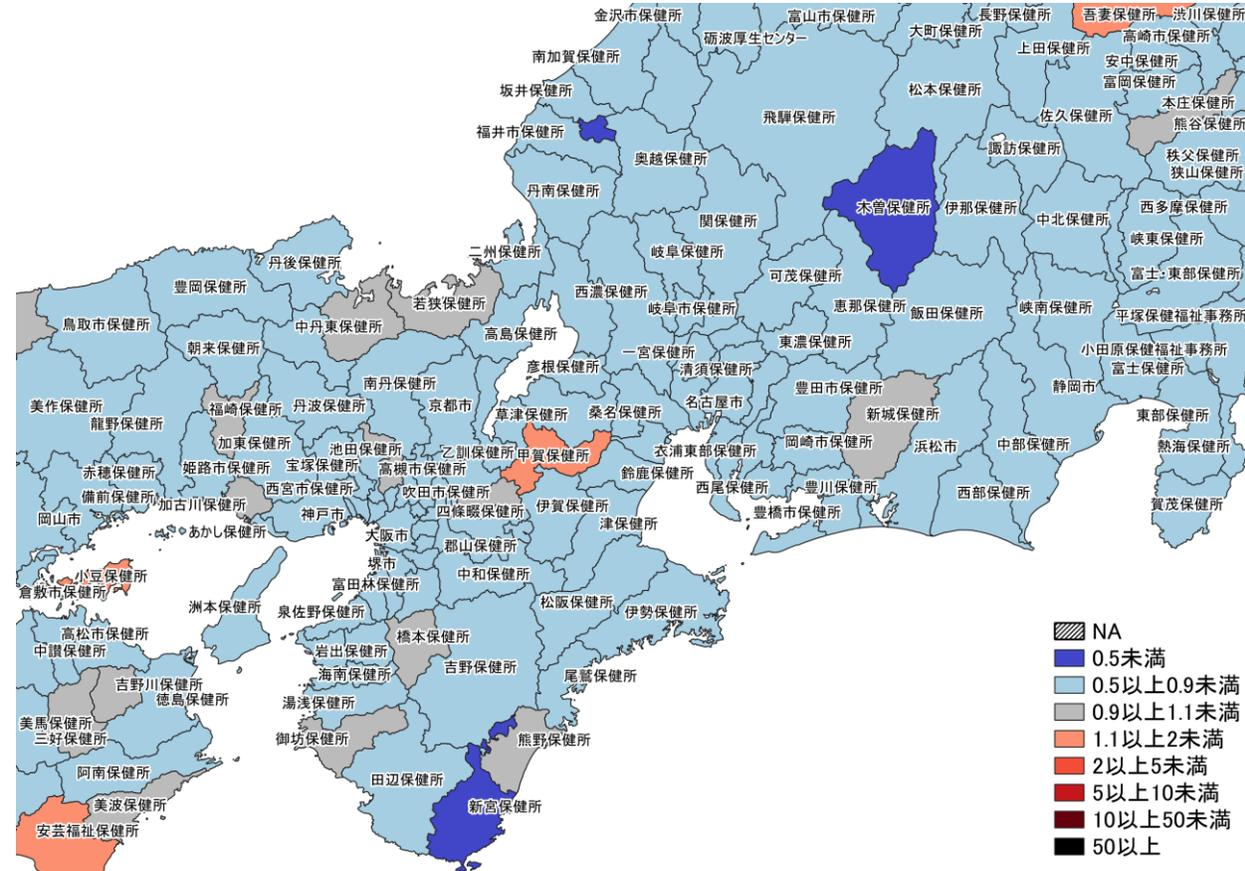 金沢市保健所
富山市保健所
長野保健所
吾妻保健所
渋川保健所
大町保健所
砺波厚生センター
高崎市保健所
上田保健所
南加賀保健所
安中保健所
富岡保健所
坂井保健所
松本保健所
本庄保健所
佐久保健所
飛騨保健所
熊谷保健所
福井市保健所
諏訪保健所
秩父保健所
奥越保健所
狭山保健所
丹南保健所
木曽保健所
伊那保健所
西多摩保健所
関保健所
中北保健所
峡東保健所
二州保健所
岐阜保健所
丹後保健所
富士・東部保健所
可茂保健所
豊岡保健所
西濃保健所
若狭保健所
恵那保健所
岐阜市保健所
峡南保健所
飯田保健所
平塚保健福祉事務所
鳥取市保健所
中丹東保健所
高島保健所
東濃保健所
朝来保健所
小田原保健福祉事務所
一宮保健所
彦根保健所
清須保健所
富士保健所
南丹保健所
豊田市保健所
静岡市
美作保健所
丹波保健所
京都市
名古屋市
福崎保健所
草津保健所
桑名保健所
新城保健所
東部保健所
龍野保健所
加東保健所
岡崎市保健所
浜松市
中部保健所
熱海保健所
池田保健所
乙訓保健所
甲賀保健所
衣浦東部保健所
姫路市保健所
宝塚保健所
高槻市保健所
赤穂保健所
鈴鹿保健所
西宮市保健所
吹田市保健所
西尾保健所
豊川保健所
西部保健所
備前保健所
加古川保健所
伊賀保健所
賀茂保健所
神戸市
四條畷保健所
豊橋市保健所
岡山市
津保健所
あかし保健所
大阪市
郡山保健所
堺市
小豆保健所
中和保健所
富田林保健所
倉敷市保健所
洲本保健所
泉佐野保健所
松阪保健所
伊勢保健所
高松市保健所
橋本保健所
中讃保健所
岩出保健所
吉野保健所
海南保健所
尾鷲保健所
吉野川保健所
徳島保健所
湯浅保健所
美馬保健所
三好保健所
御坊保健所
熊野保健所
阿南保健所
田辺保健所
美波保健所
新宮保健所
安芸福祉保健所
NA
0.5未満
0.5以上0.9未満
0.9以上1.1未満
1.1以上2未満
2以上5未満
5以上10未満
10以上50未満
50以上